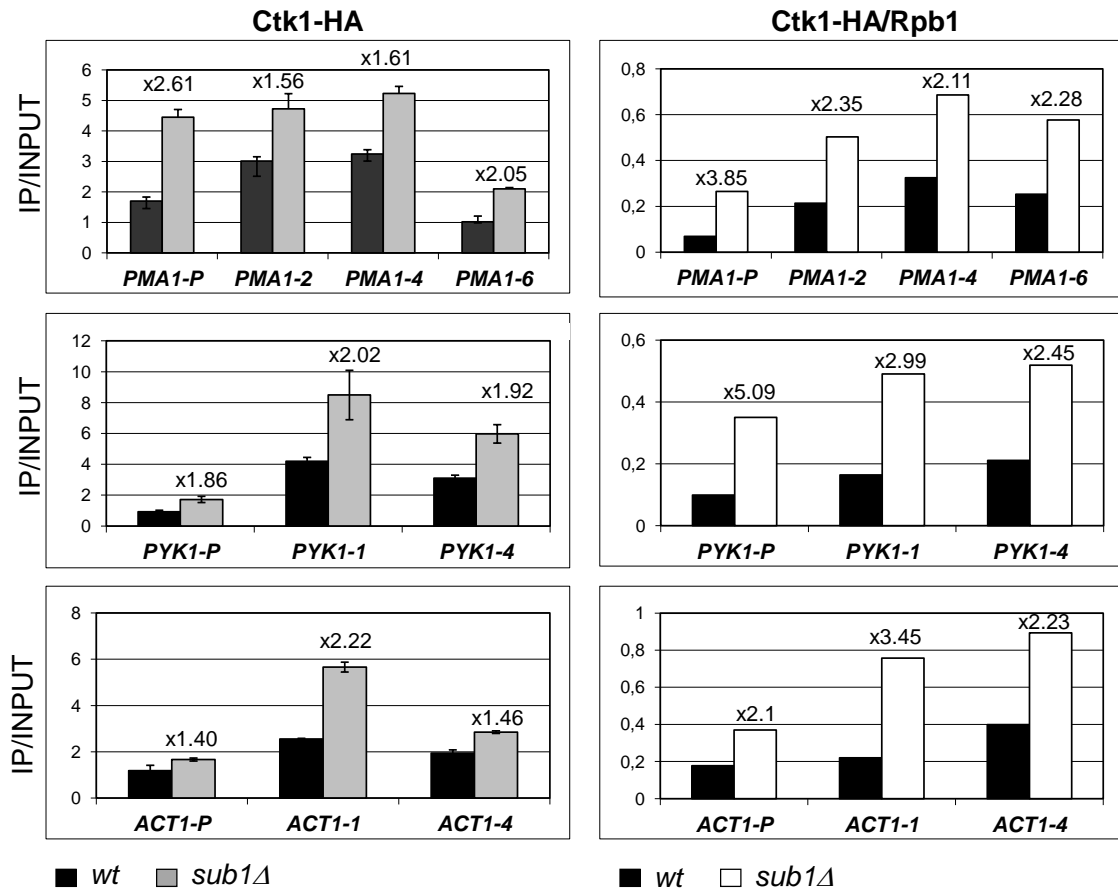 Ctk1-HA
IP/INPUT
6
5
4
3
2
1
0
x2.61
x1.56
x1.61
x2.05
PMA1-P PMA1-2 PMA1-4 PMA1-6
IP/INPUT
12
10
8
6
4
2
0
x1.86
x2.02
x1.92
PYK1-P PYK1-1 PYK1-4
IP/INPUT
8
6
4
2
0
x1.40
x2.22
x1.46
ACT1-P ACT1-1 ACT1-4
wt sub1Δ
Ctk1-HA/Rpb1
0,8
0,6
0,4
0,2
0
x3.85
x2.35
x2.11
x2.28
PMA1-P PMA1-2 PMA1-4 PMA1-6
0,6
0,4
0,2
0
x5.09
x2.99
x2.45
PYK1-P PYK1-1 PYK1-4
1
0,8
0,6
0,4
0,2
0
x2.1
x3.45
x2.23
ACT1-P ACT1-1 ACT1-4
wt sub1Δ